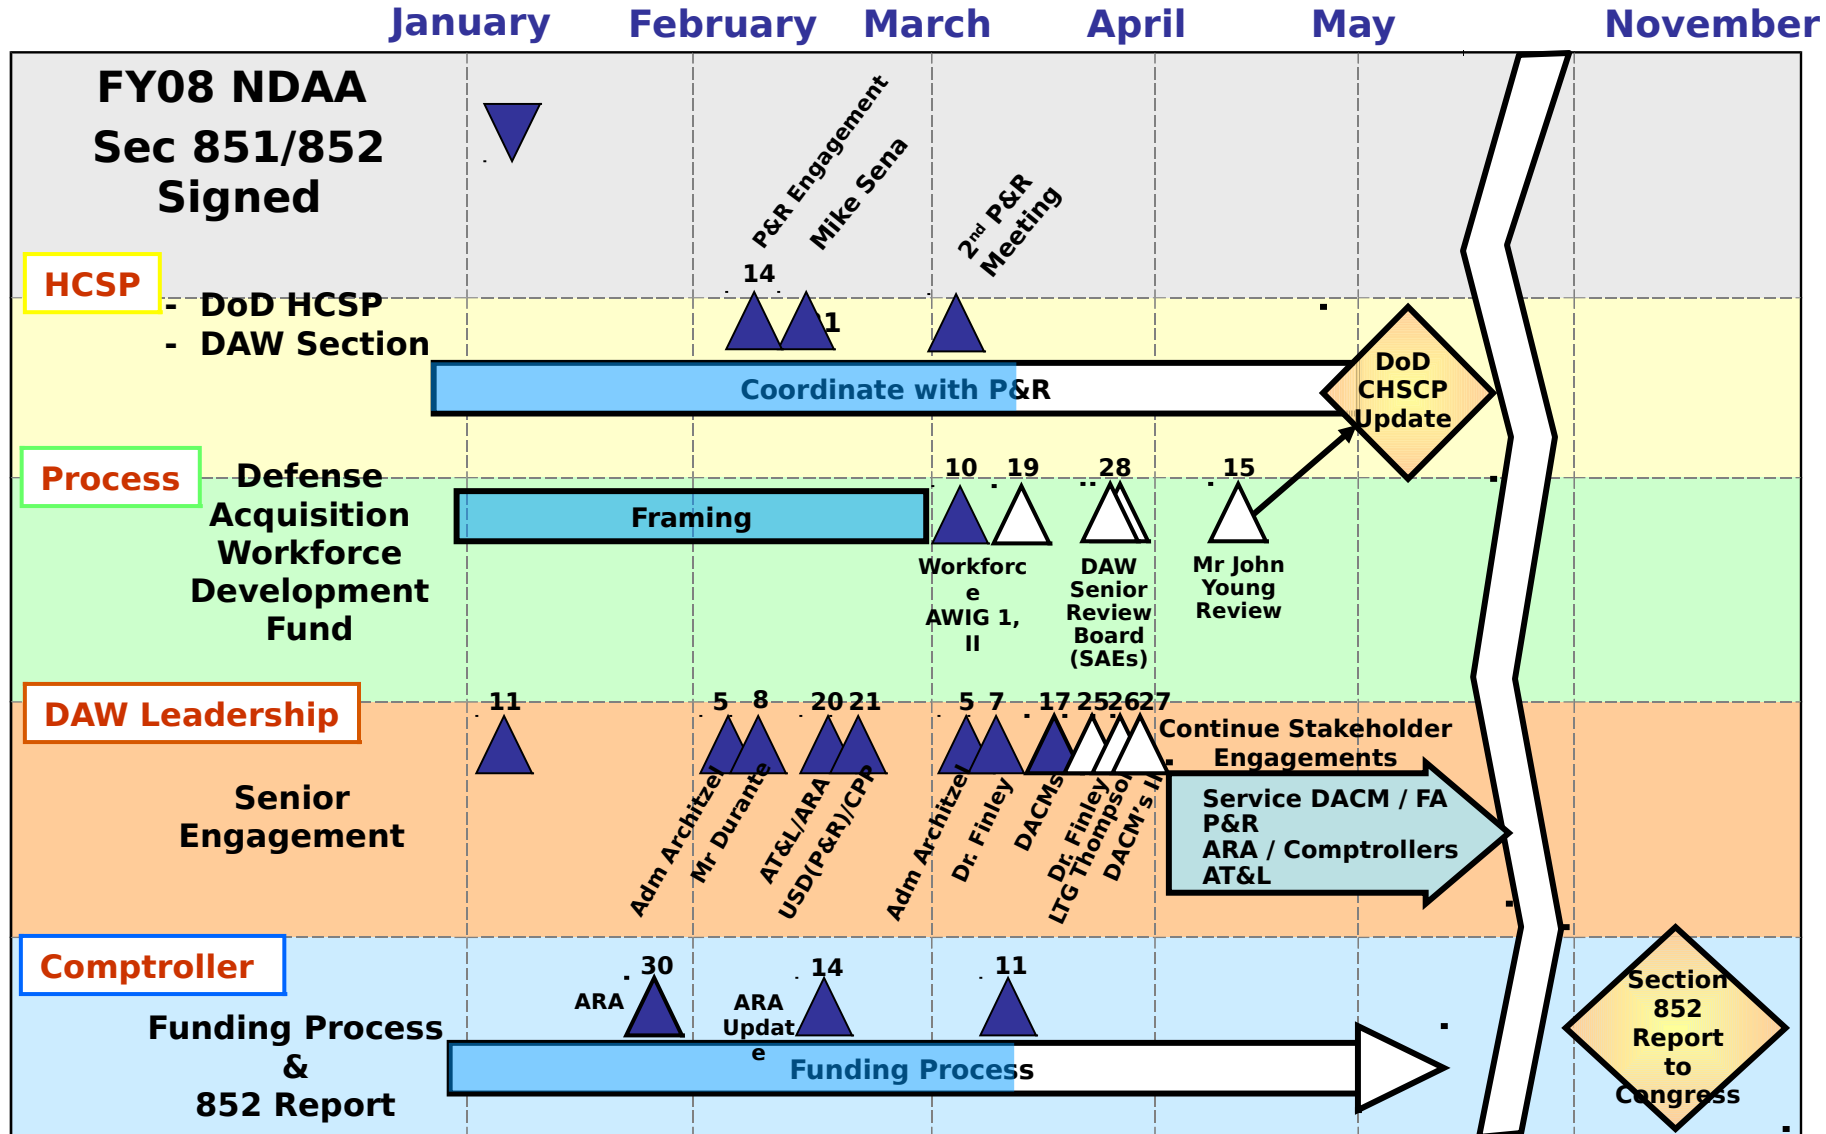 January February March April May November
FY08 NDAA
Sec 851/852
Signed
P&R Engagement
Mike Sena
2nd P&R
Meeting
HCSP
- DoD HCSP
- DAW Section
14
1
Coordinate with P&R
DoD
CHSCP
Update
Process
Defense
Acquisition
Workforce
Development
Fund
Framing
10 19 28 15
Workforc
e
AWIG 1,
II
DAW
Senior
Review
Board
(SAEs)
Mr John
Young
Review
DAW Leadership
Senior
Engagement
11 5 8 20 21 5 7 17 25 26 27
Adm Architzel
Mr Durante
AT&L/ARA
USD(P&R)/CPP
Adm Architzel
Dr. Finley
DACMs
Dr. Finley
LTG Thompson
DACM's
Continue Stakeholder
Engagements
Service DACM / FA
P&R
ARA / Comptrollers
AT&L
Comptroller
Funding Process
&
852 Report
30 14 11
ARA
ARA
Updat
e
Funding Process
Section
852
Report
to
Congress